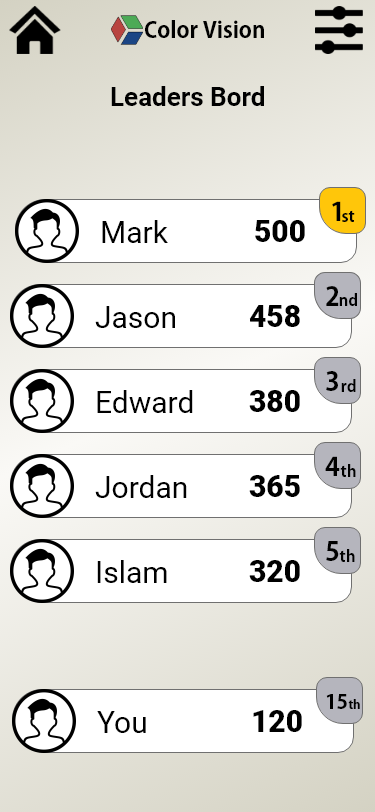 Color Vision
Leaders Bord
1st
Mark 500
2nd
Jason 458
3rd
Edward 380
4th
Jordan 365
5th
Islam 320
15th
You 120